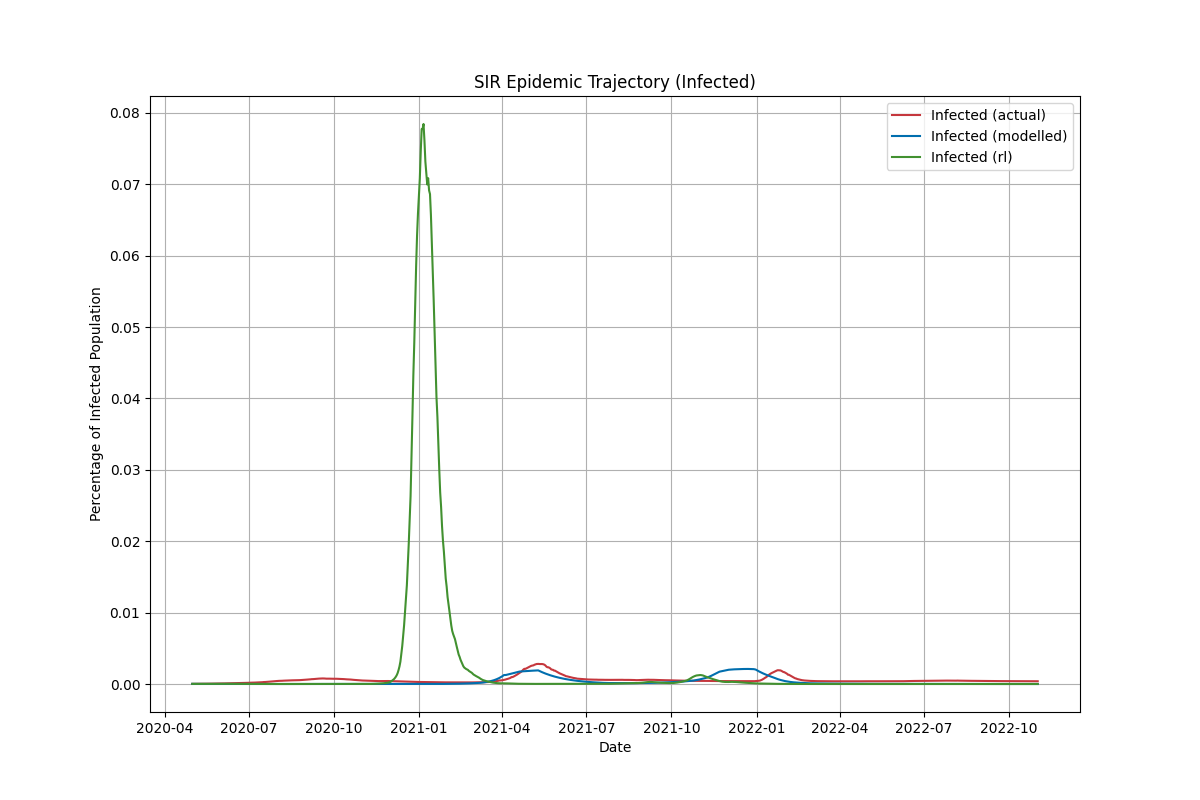 SIR Epidemic Trajectory (Infected)
Infected (actual)
Infected (modelled)
Infected (rl)
Percentage of Infected Population
0.08
0.07
0.06
0.05
0.04
0.03
0.02
0.01
0.00
2020-04 2020-07 2020-10 2021-01 2021-04 2021-07 2021-10 2022-01 2022-04 2022-07 2022-10
Date